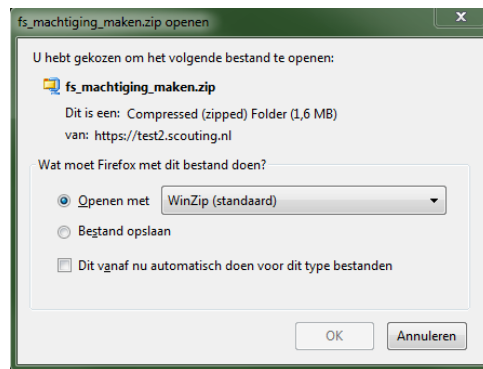 fs_machtiging_maken.zip openen
x
U hebt gekozen om het volgende bestand te openen:
fs_machtiging_maken.zip
Dit is een: Compressed (zipped) Folder (1,6 MB)
van: https://test2.scouting.nl
Wat moet Firefox met dit bestand doen?
Openen met WinZip (standaard)
Bestand opslaan
Dit vanaf nu automatisch doen voor dit type bestanden
OK Annuleren